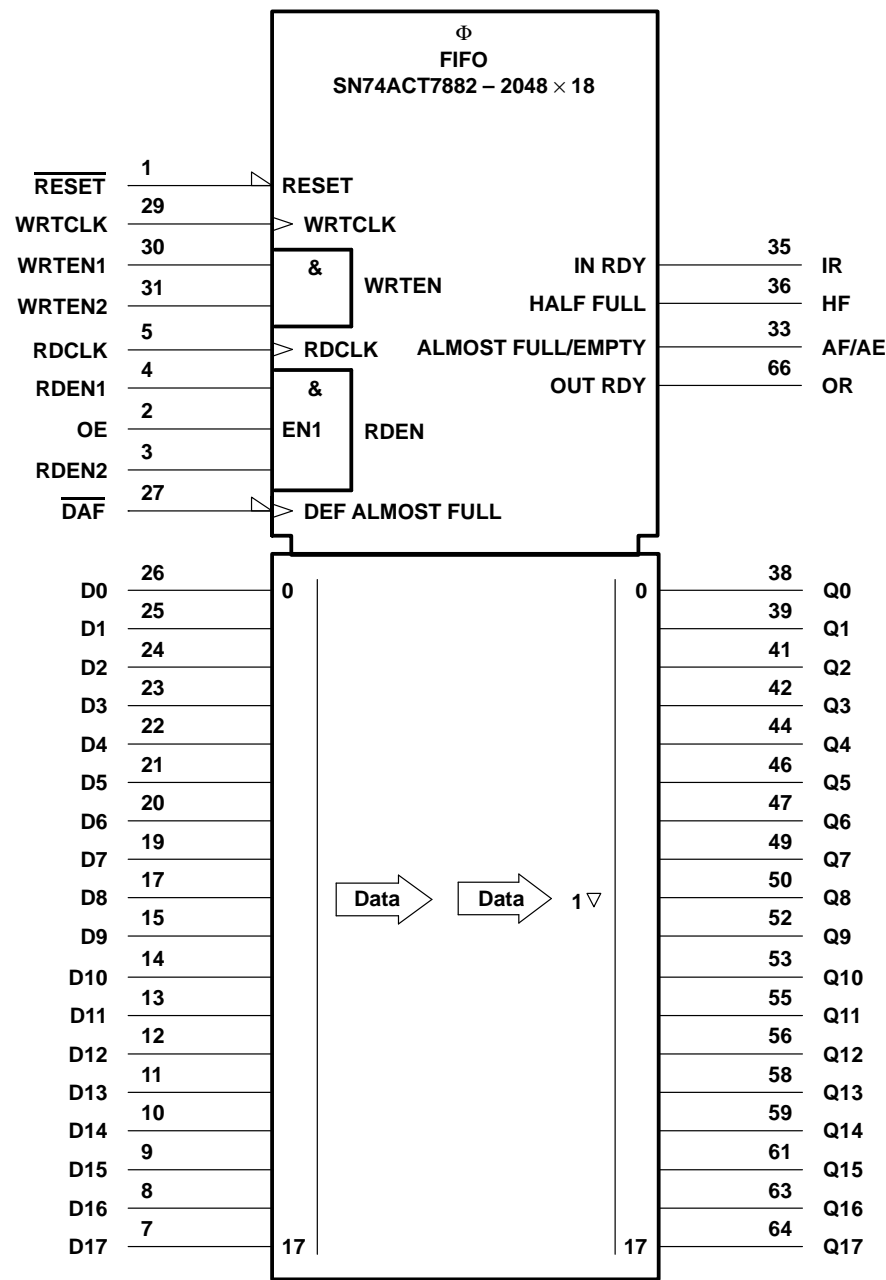 Φ
FIFO
SN74ACT7882 – 2048 × 18
RESET 1 RESET
WRTCLK 29 WRTCLK
WRTEN1 30 & IN RDY 35 IR
WRTEN
WRTEN2 31 HALF FULL 36 HF
RDCLK 5 RDCLK ALMOST FULL/EMPTY 33 AF/AE
RDEN1 4 & OUT RDY 66 OR
OE 2 EN1 RDEN
RDEN2 3
DAF 27 DEF ALMOST FULL
D0 26 0 0 38 Q0
D1 25 39 Q1
D2 24 41 Q2
D3 23 42 Q3
D4 22 44 Q4
D5 21 46 Q5
D6 20 47 Q6
D7 19 49 Q7
D8 17 Data Data 1 50 Q8
D9 15 52 Q9
D10 14 53 Q10
D11 13 55 Q11
D12 12 56 Q12
D13 11 58 Q13
D14 10 59 Q14
D15 9 61 Q15
D16 8 63 Q16
D17 7 17 17 64 Q17